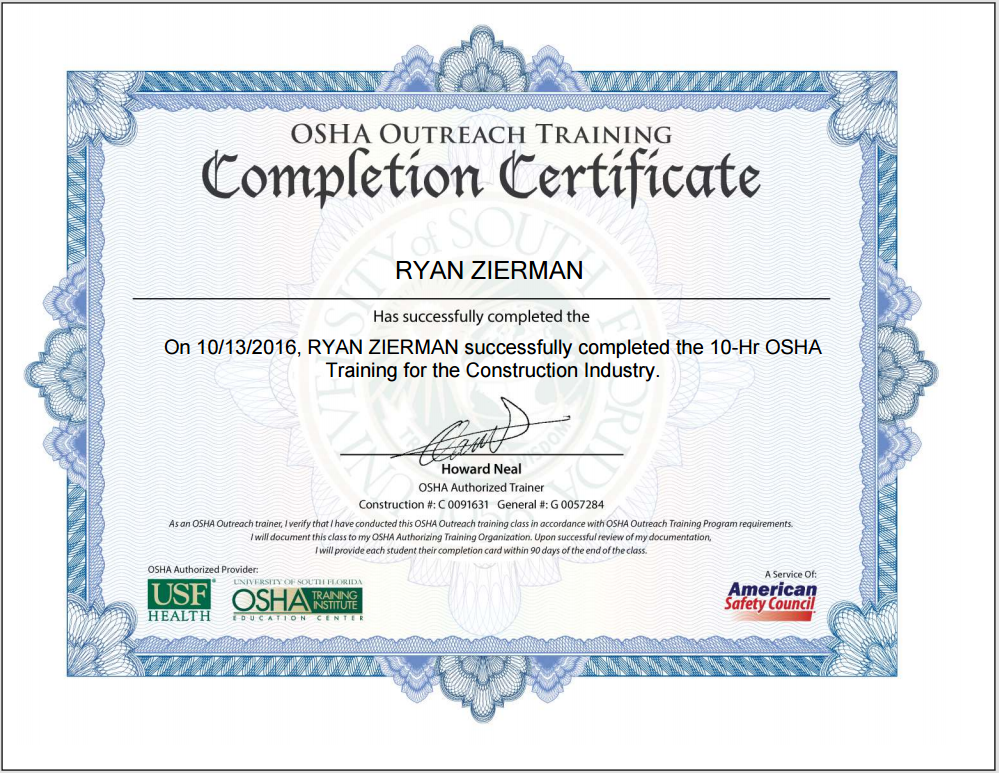 OSHA OUTREACH TRAINING
Completion Certificate
RYAN ZIERMAN
Has successfully completed the
On 10/13/2016, RYAN ZIERMAN successfully completed the 10-Hr OSHA
Training for the Construction Industry.
Howard Neal
OSHA Authorized Trainer
Construction #: C 0091631 General #: G 0057284
As an OSHA Outreach trainer, I verify that I have conducted this OSHA Outreach training class in accordance with OSHA Outreach Training Program requirements.
I will document this class to my OSHA Authorizing Training Organization. Upon successful review of my documentation,
I will provide each student their completion card within 90 days of the end of the class.
OSHA Authorized Provider:
USF®
HEALTH
UNIVERSITY OF SOUTH FLORIDA
OSHA TRAINING
INSTITUTE
EDUCATION CENTER
A Service Of:
American
Safety Council
UNIVERSITY of SOUTH FLORIDA